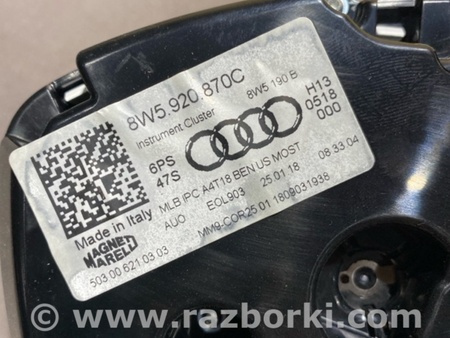 8W5.920.870C
Instrument Cluster
8W5 190 B
H13
0518
000
6PS
47S
MLB IPC A4T18 BEN US MOST
AUO EOL903 25.01.18 08:33:04
MM9-COR25 01 1809031938
Made in Italy
MAGNETI
MARELLI
503 00 621 03 03
© www.razborki.com